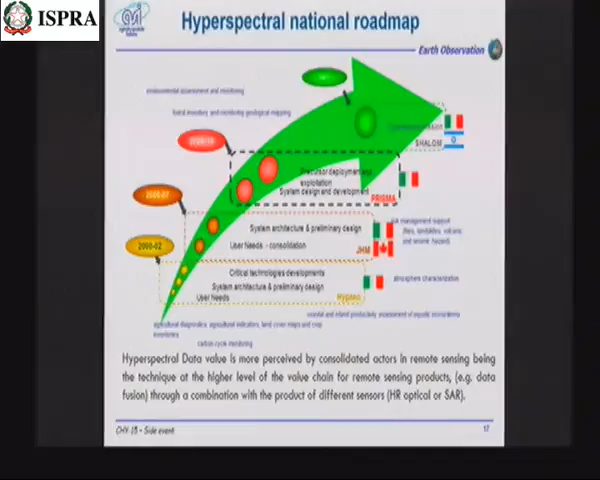 ISPRA
asi
Hyperspectral national roadmap
Earth Observation
environmental assessment and monitoring
forest inventory and monitoring geological mapping
SHALOM
Precursor deployment and
exploitation
System design and development
PRISMA
System architecture & preliminary design
User Needs - consolidation
JHM
risk management support
(fires, landslides, volcano
and seismic hazard)
2000-02
Critical technologies developments
System architecture & preliminary design
User Needs
HypSEO
atmosphere characterization
coastal and inland productivity assessment of aquatic ecosystems
agricultural diagnostics, agricultural indicators, land cover maps and crop
inventories
carbon cycle monitoring
Hyperspectral Data value is more perceived by consolidated actors in remote sensing being
the technique at the higher level of the value chain for remote sensing products, (e.g. data
fusion) through a combination with the product of different sensors (HR optical or SAR).
CHY-15 - Side event
17